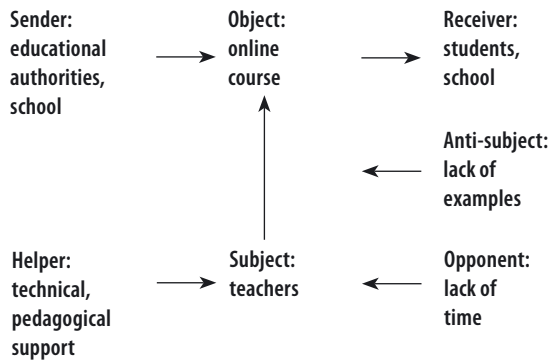 Sender:
educational
authorities,
school
Object:
online
course
Receiver:
students,
school
Anti-subject:
lack of
examples
Helper:
technical,
pedagogical
support
Subject:
teachers
Opponent:
lack of
time